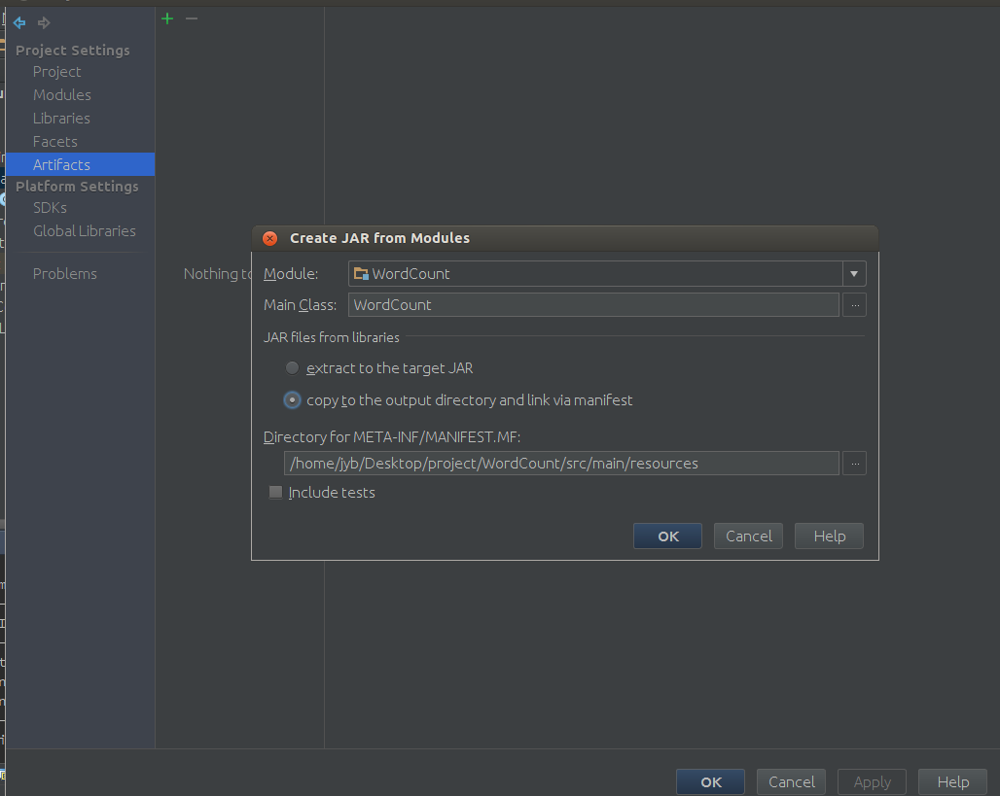 Project Settings
Project
Modules
Libraries
Facets
Artifacts
Platform Settings
SDKs
Global Libraries
Problems
Nothing
Create JAR from Modules
Module: WordCount
Main Class: WordCount ...
JAR files from libraries
extract to the target JAR
copy to the output directory and link via manifest
Directory for META-INF/MANIFEST.MF:
/home/jyb/Desktop/project/WordCount/src/main/resources ...
Include tests
OK Cancel Help
OK Cancel Apply Help